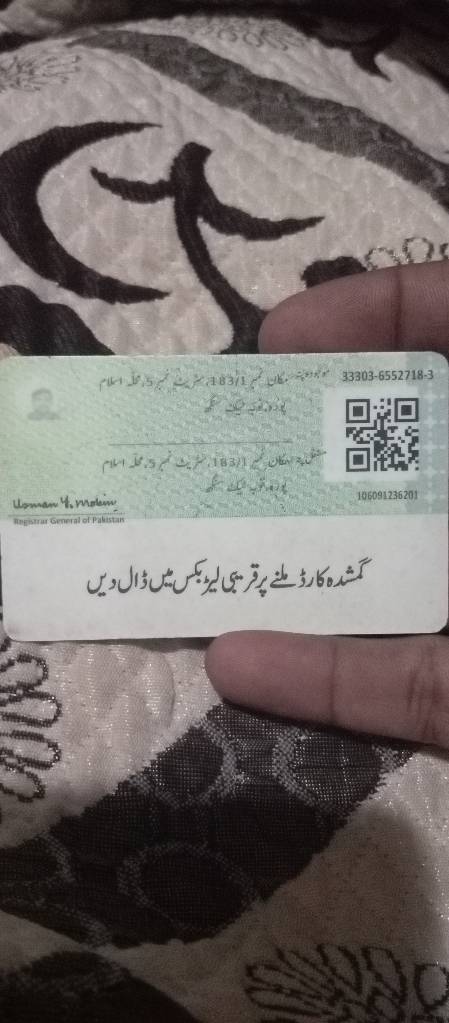 33303-6552718-3
موجودہ پتہ: مکان نمبر 183/1، سٹریٹ نمبر 5، محلہ اسلام
پورہ، ٹوبہ ٹیک سنگھ
مستقل پتہ: مکان نمبر 183/1، سٹریٹ نمبر 5، محلہ اسلام
پورہ، ٹوبہ ٹیک سنگھ
106091236201
Usman Y. Mobin
Registrar General of Pakistan
گمشدہ کارڈ ملنے پر قریبی لیٹر بکس میں ڈال دیں